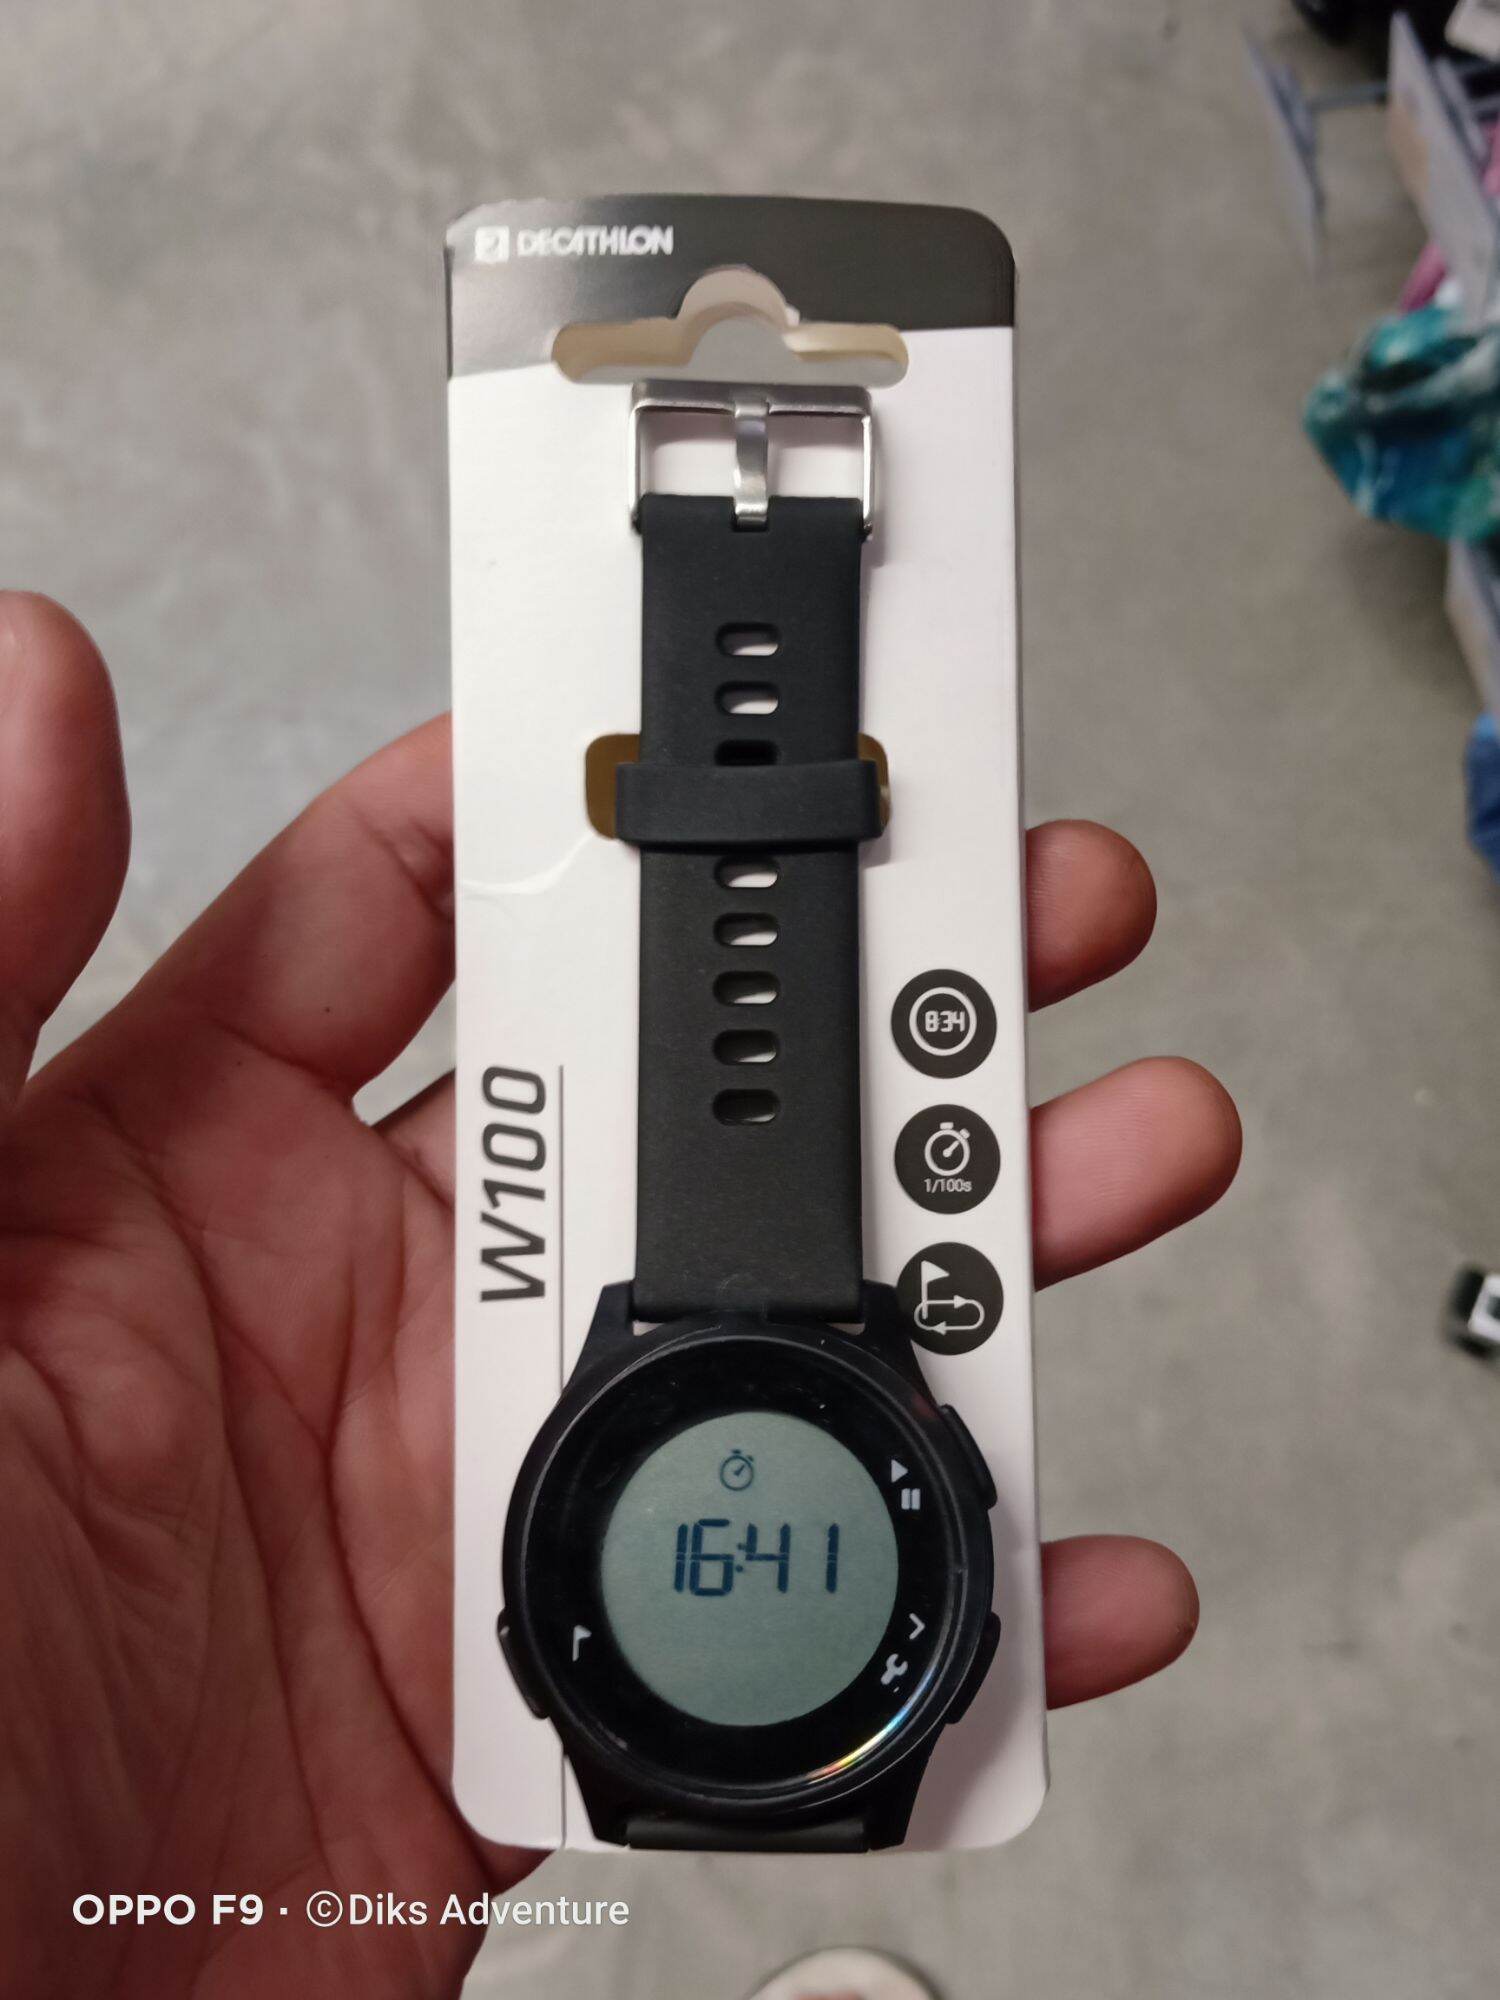 DECATHLON
W100
8:34
1/100s
16:41
OPPO F9 · ©Diks Adventure